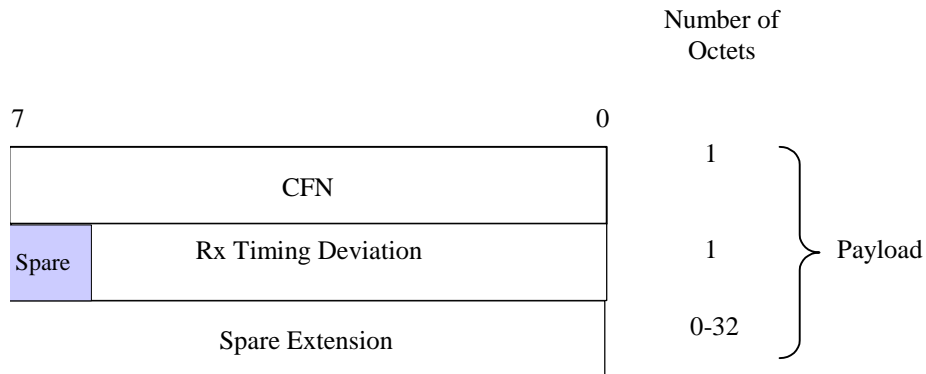 Number of
Octets
7
0
CFN
1
Spare
Rx Timing Deviation
1
Payload
Spare Extension
0-32